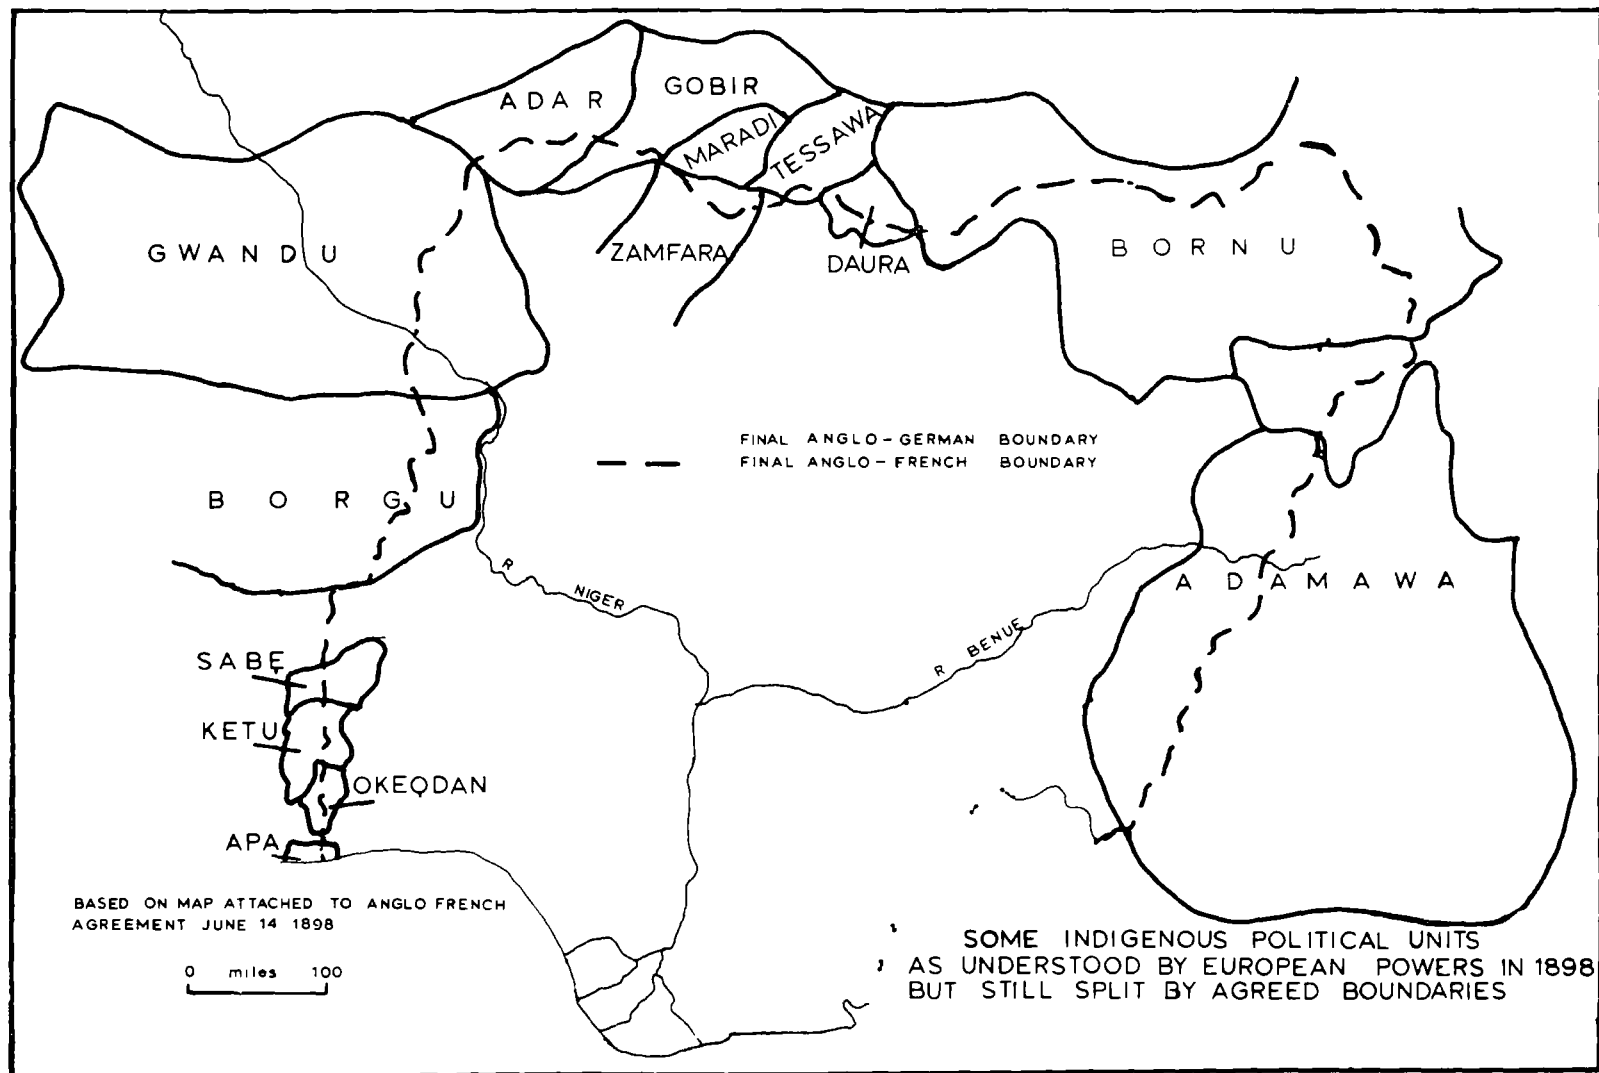 ADAR
GOBIR
MARADI
TESSAWA
GWANDU
ZAMFARA
DAURA
BORNU
FINAL ANGLO-GERMAN BOUNDARY
FINAL ANGLO-FRENCH BOUNDARY
BORGU
R NIGER
R BENUE
ADAMAWA
SABẸ
KETU
OKEỌDAN
APA
BASED ON MAP ATTACHED TO ANGLO FRENCH
AGREEMENT JUNE 14 1898
0 miles 100
SOME INDIGENOUS POLITICAL UNITS
AS UNDERSTOOD BY EUROPEAN POWERS IN 1898
BUT STILL SPLIT BY AGREED BOUNDARIES